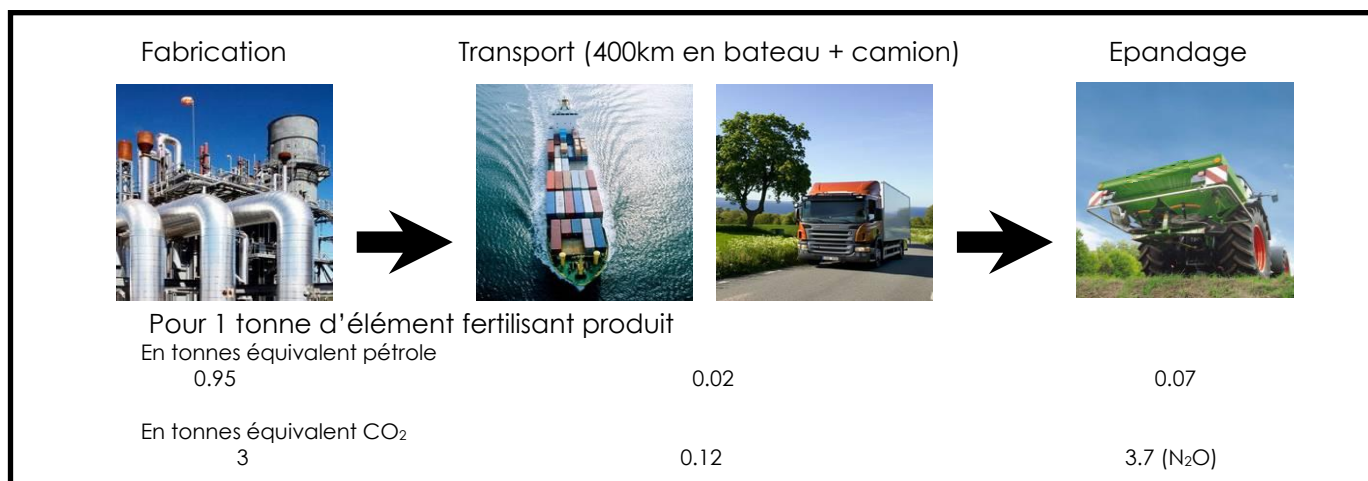 Fabrication Transport (400km en bateau + camion) Epandage
Pour 1 tonne d'élément fertilisant produit
En tonnes équivalent pétrole
0.95 0.02 0.07
En tonnes équivalent CO₂
3 0.12 3.7 (N₂O)